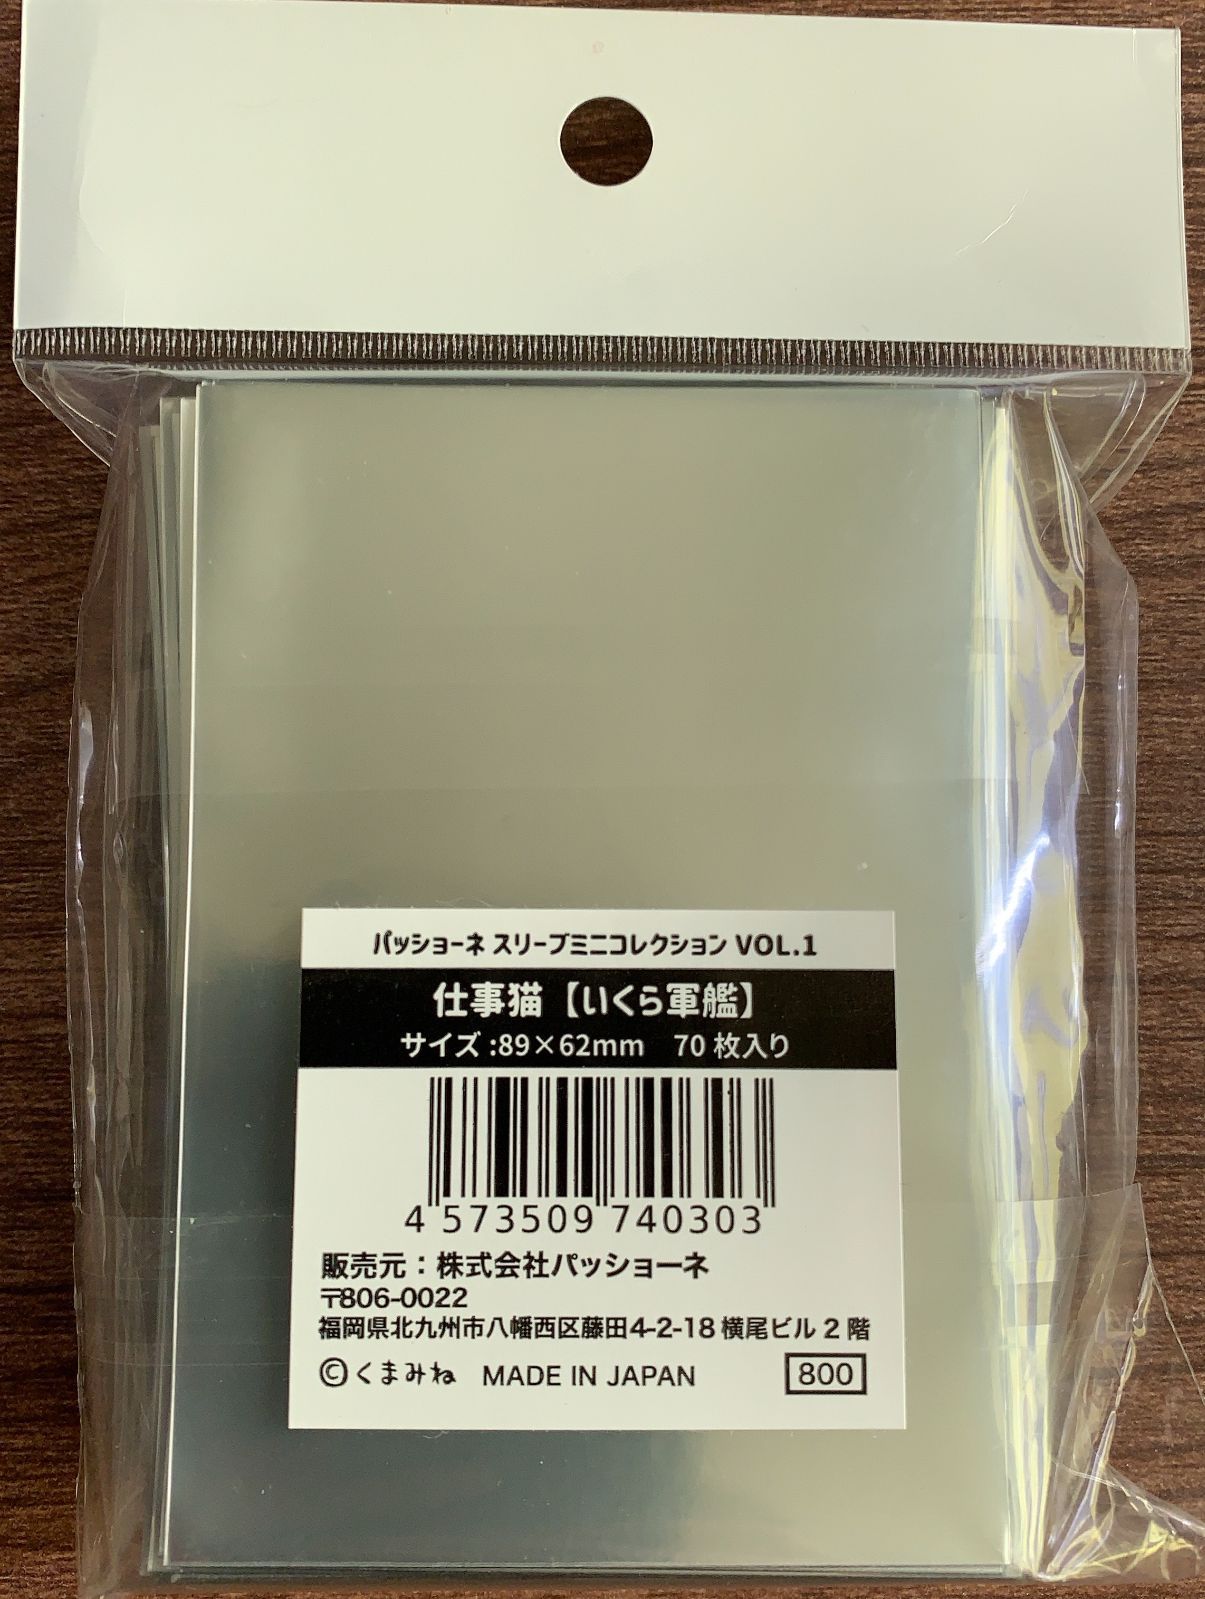 パッショーネ スリーブミニコレクション VOL.1
仕事猫【いくら軍艦】
サイズ:89×62mm 70枚入り
4 573509 740303
販売元：株式会社パッショーネ
〒806-0022
福岡県北九州市八幡西区藤田4-2-18横尾ビル2階
©くまみね MADE IN JAPAN 800